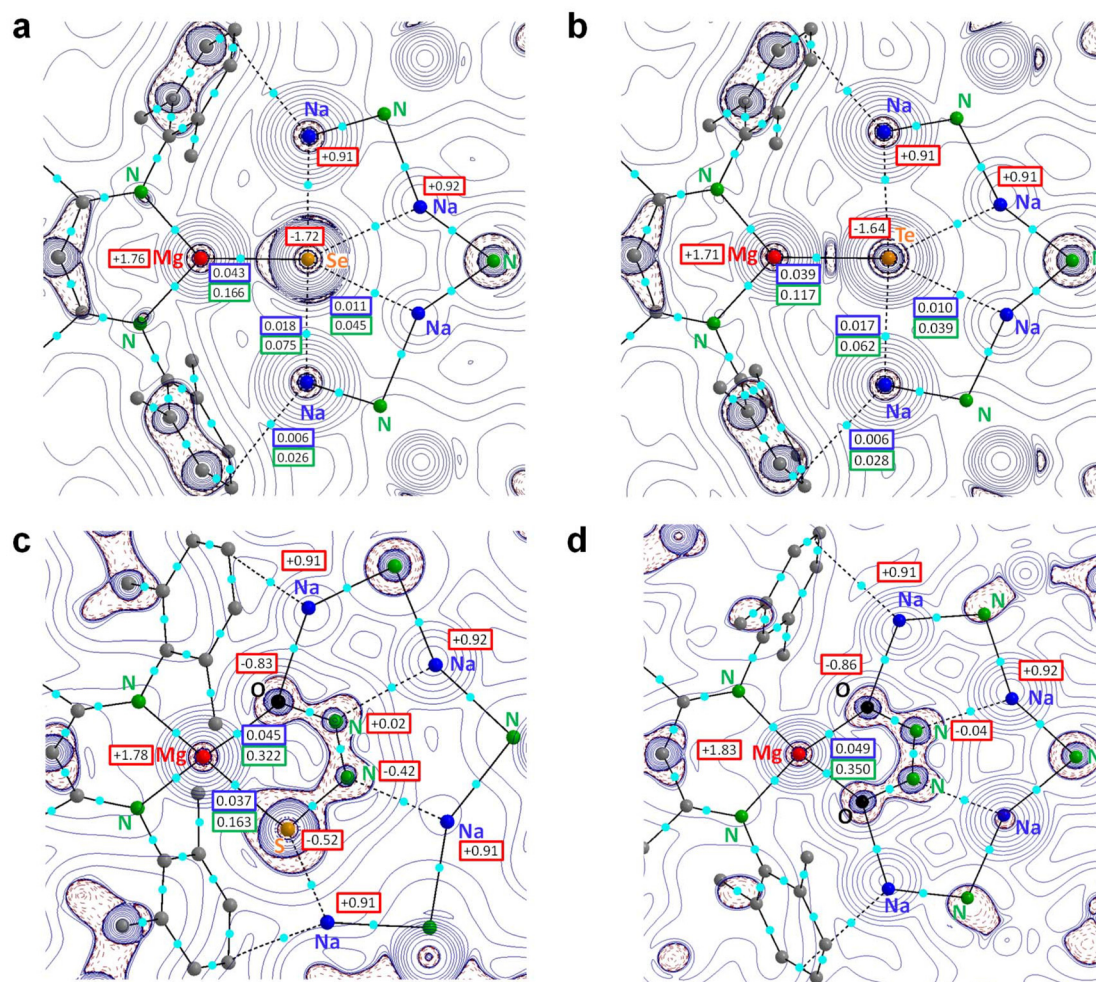 a
Na
N
+0.91
N
+0.92
Na
-1.72
+1.76
Mg
Se
N
0.043
0.166
0.011
0.045
Na
N
0.018
0.075
Na
N
0.006
0.026
b
Na
N
+0.91
N
+0.91
Na
-1.64
Te
+1.71
Mg
N
0.039
0.117
0.010
0.039
Na
N
0.017
0.062
Na
N
0.006
0.028
c
+0.91
Na
+0.92
Na
-0.83
O
N
N
+0.02
0.045
0.322
+1.78
Mg
N
-0.42
N
0.037
0.163
N
S
-0.52
Na
+0.91
+0.91
Na
d
+0.91
Na
N
-0.86
+0.92
Na
N
O
N
-0.04
+1.83
Mg
0.049
0.350
N
N
O
N
Na
Na
N